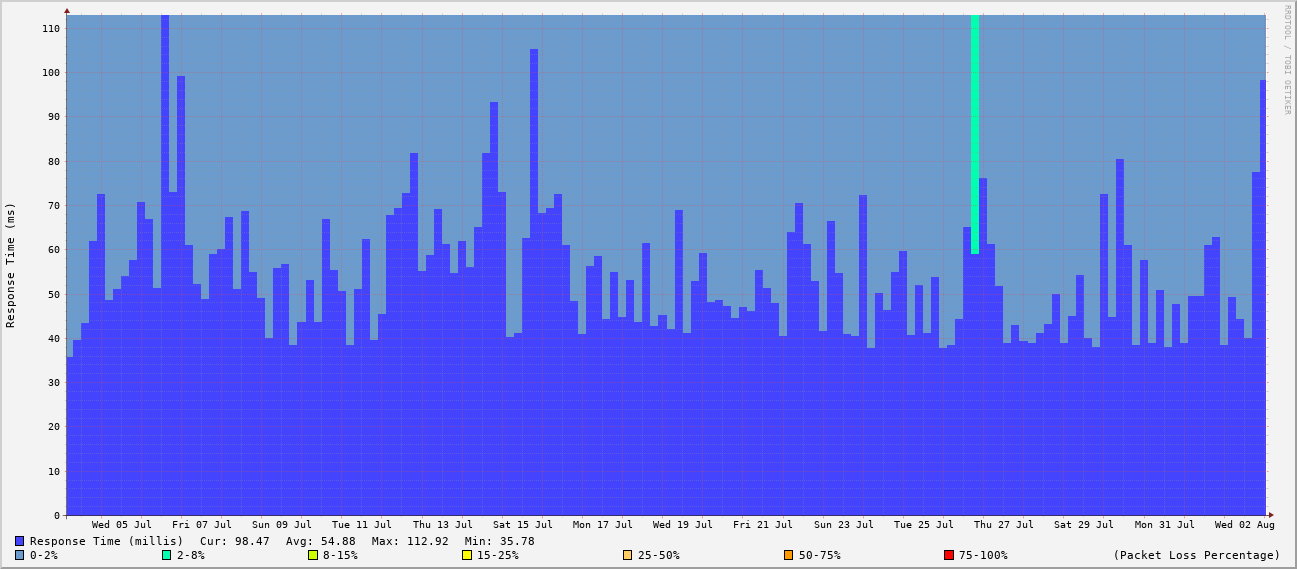 RRDTOOL / TOBI OETIKER
Response Time (ms)
110
100
90
80
70
60
50
40
30
20
10
0
Wed 05 Jul Fri 07 Jul Sun 09 Jul Tue 11 Jul Thu 13 Jul Sat 15 Jul Mon 17 Jul Wed 19 Jul Fri 21 Jul Sun 23 Jul Tue 25 Jul Thu 27 Jul Sat 29 Jul Mon 31 Jul Wed 02 Aug
Response Time (millis) Cur: 98.47 Avg: 54.88 Max: 112.92 Min: 35.78
0-2% 2-8% 8-15% 15-25% 25-50% 50-75% 75-100% (Packet Loss Percentage)